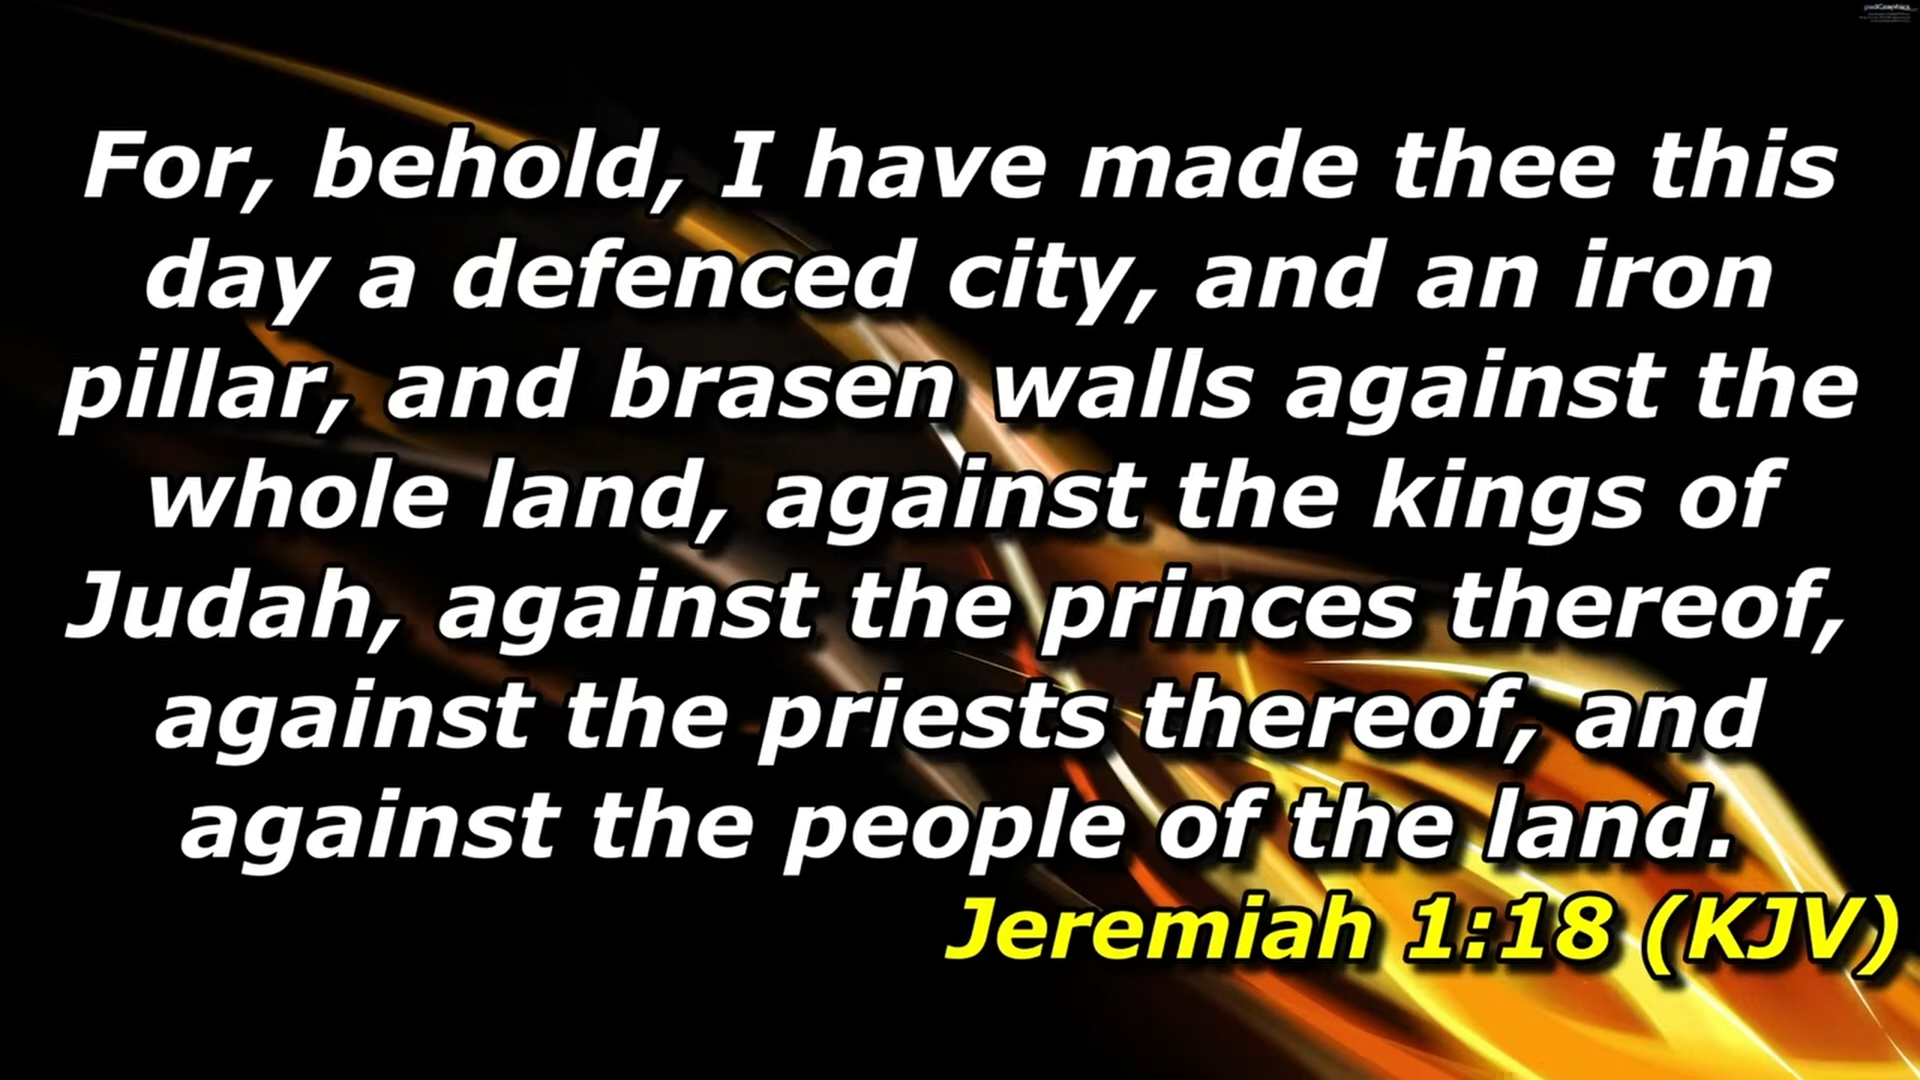 For, behold, I have made thee this
day a defenced city, and an iron
pillar, and brasen walls against the
whole land, against the kings of
Judah, against the princes thereof,
against the priests thereof, and
against the people of the land.
Jeremiah 1:18 (KJV)